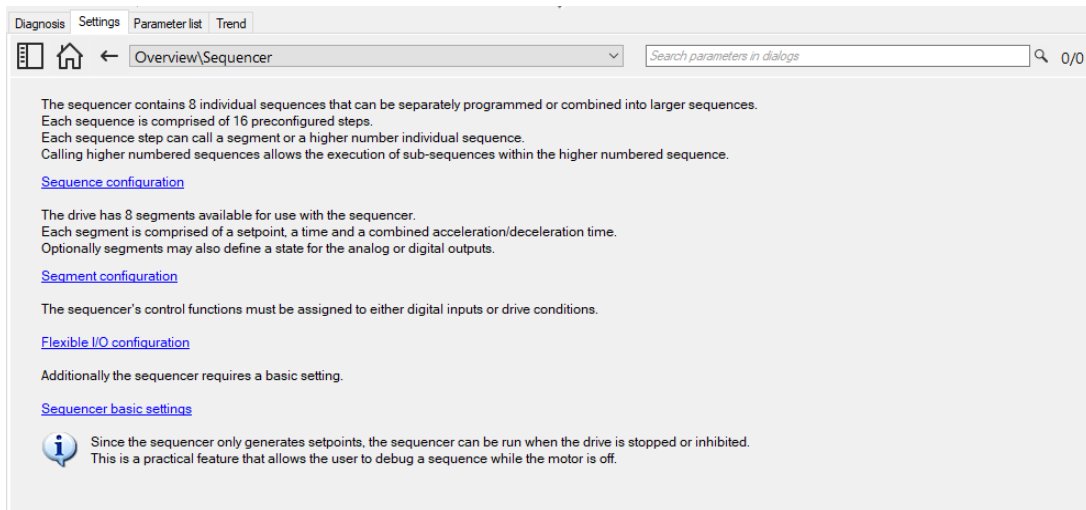 Diagnosis Settings Parameter list Trend
Overview\Sequencer Search parameters in dialogs 0/0
The sequencer contains 8 individual sequences that can be separately programmed or combined into larger sequences.
Each sequence is comprised of 16 preconfigured steps.
Each sequence step can call a segment or a higher number individual sequence.
Calling higher numbered sequences allows the execution of sub-sequences within the higher numbered sequence.
Sequence configuration
The drive has 8 segments available for use with the sequencer.
Each segment is comprised of a setpoint, a time and a combined acceleration/deceleration time.
Optionally segments may also define a state for the analog or digital outputs.
Segment configuration
The sequencer's control functions must be assigned to either digital inputs or drive conditions.
Flexible I/O configuration
Additionally the sequencer requires a basic setting.
Sequencer basic settings
Since the sequencer only generates setpoints, the sequencer can be run when the drive is stopped or inhibited.
This is a practical feature that allows the user to debug a sequence while the motor is off.